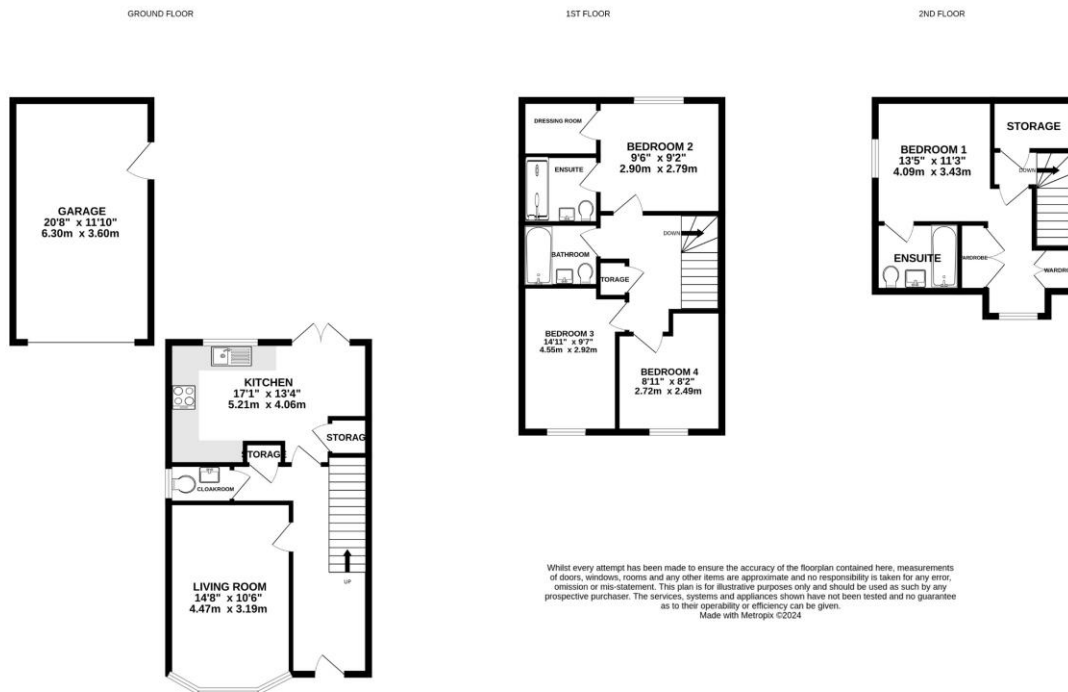 GROUND FLOOR
GARAGE
20'8" x 11'10"
6.30m x 3.60m
KITCHEN
17'1" x 13'4"
5.21m x 4.06m
STORAG
STORAGE
CLOAKROOM
LIVING ROOM
14'8" x 10'6"
4.47m x 3.19m
UP
1ST FLOOR
DRESSING ROOM
BEDROOM 2
9'6" x 9'2"
2.90m x 2.79m
ENSUITE
DOWN
BATHROOM
TORAGE
BEDROOM 3
14'11" x 9'7"
4.55m x 2.92m
BEDROOM 4
8'11" x 8'2"
2.72m x 2.49m
2ND FLOOR
STORAGE
BEDROOM 1
13'5" x 11'3"
4.09m x 3.43m
DOWN
ENSUITE
ARDROBE
WARDR
Whilst every attempt has been made to ensure the accuracy of the floorplan contained here, measurements
of doors, windows, rooms and any other items are approximate and no responsibility is taken for any error,
omission or mis-statement. This plan is for illustrative purposes only and should be used as such by any
prospective purchaser. The services, systems and appliances shown have not been tested and no guarantee
as to their operability or efficiency can be given.
Made with Metropix ©2024